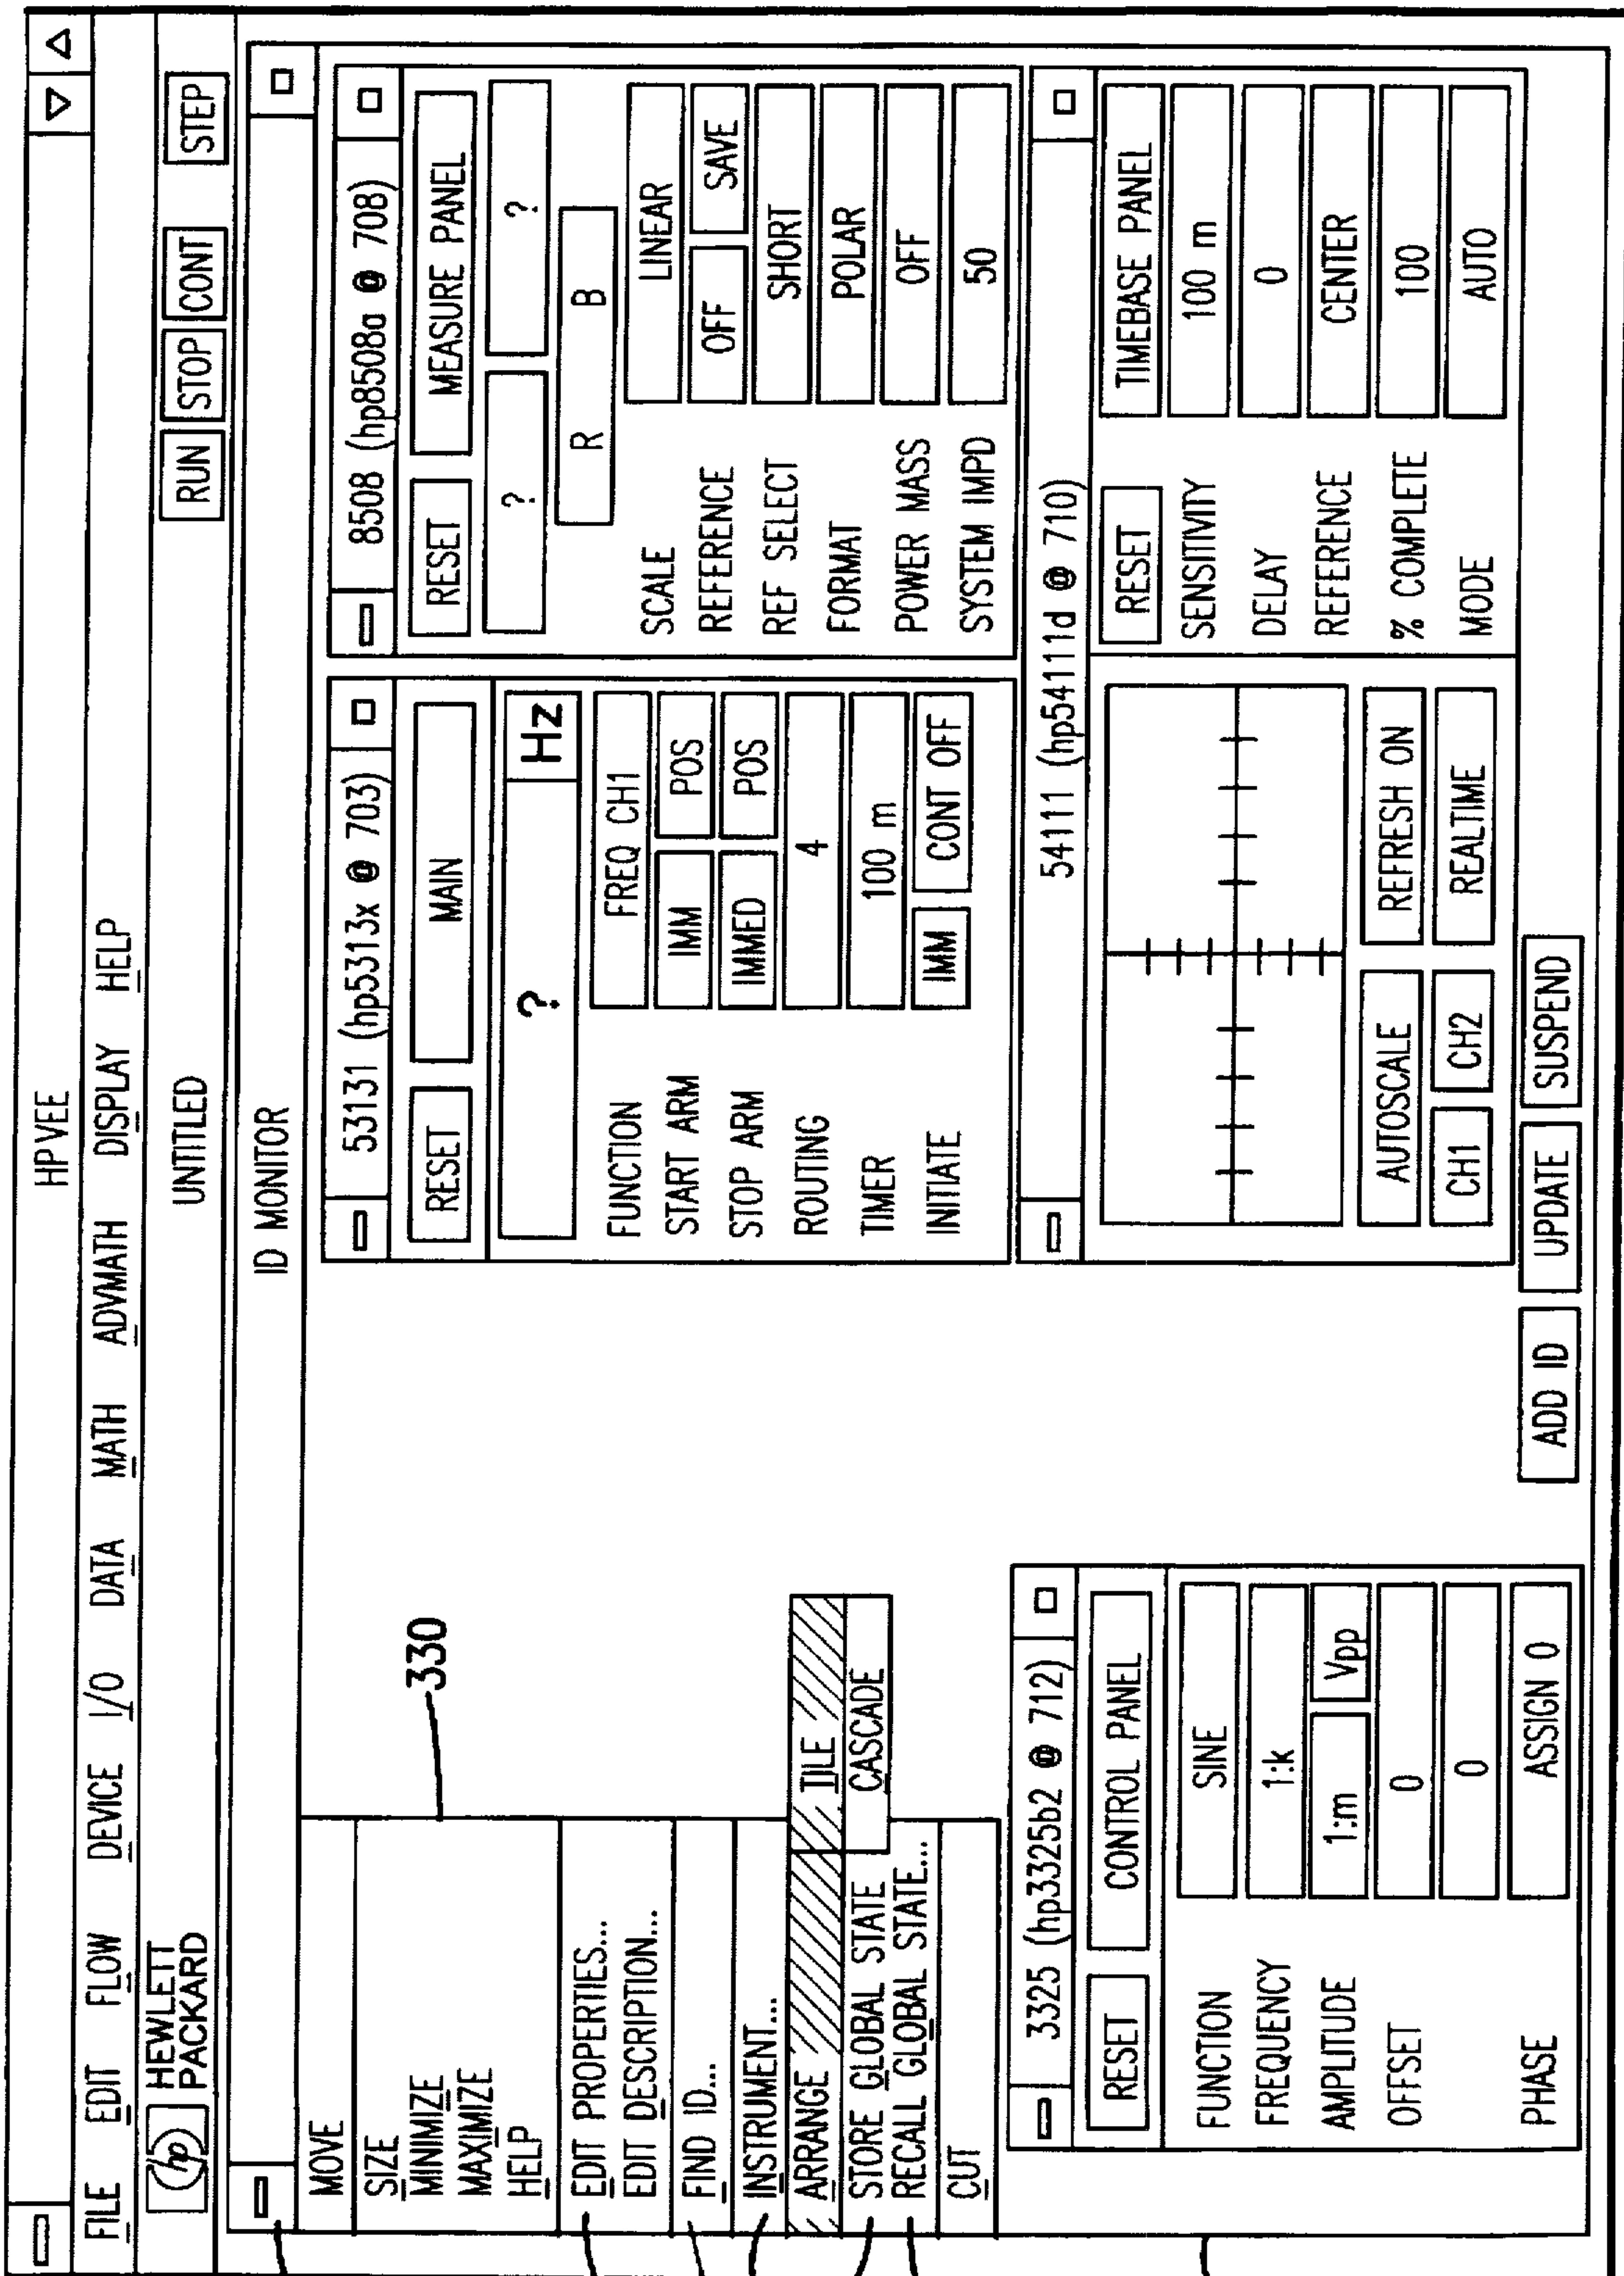 HPVEE
FILE EDIT FLOW DEVICE I/O DATA MATH ADVMATH DISPLAY HELP
hp HEWLETT PACKARD
UNTITLED
RUN STOP CONT STEP
ID MONITOR
MOVE
SIZE
MINIMIZE
MAXIMIZE
HELP
EDIT PROPERTIES...
EDIT DESCRIPTION...
FIND ID...
INSTRUMENT...
ARRANGE TILE
STORE GLOBAL STATE CASCADE
RECALL GLOBAL STATE...
CUT
330
53131 (hp5313x @ 703)
RESET MAIN
? Hz
FUNCTION FREQ CH1
START ARM IMM POS
STOP ARM IMMED POS
ROUTING 4
TIMER 100 m
INITIATE IMM CONT OFF
8508 (hp8508a @ 708)
RESET MEASURE PANEL
? ?
R B
SCALE LINEAR
REFERENCE OFF SAVE
REF SELECT SHORT
FORMAT POLAR
POWER MASS OFF
SYSTEM IMPD 50
3325 (hp3325b2 @ 712)
RESET CONTROL PANEL
FUNCTION SINE
FREQUENCY 1:k
AMPLITUDE 1:m Vpp
OFFSET 0
0
PHASE ASSIGN 0
54111 (hp54111d @ 710)
AUTOSCALE REFRESH ON
CH1 CH2 REALTIME
RESET TIMEBASE PANEL
SENSITIVITY 100 m
DELAY 0
REFERENCE CENTER
% COMPLETE 100
MODE AUTO
ADD ID UPDATE SUSPEND